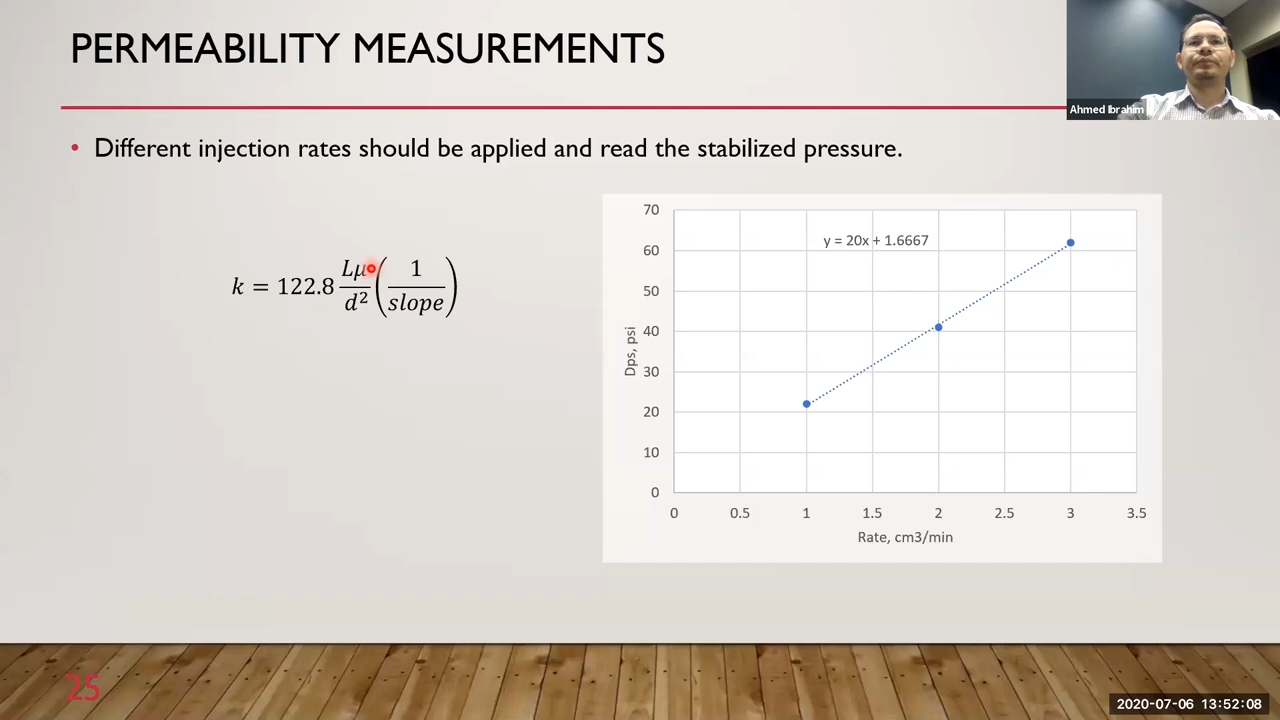 PERMEABILITY MEASUREMENTS
Ahmed Ibrahim
• Different injection rates should be applied and read the stabilized pressure.
k = 122.8 Lμ/d² (1/slope)
y = 20x + 1.6667
Dps, psi
70
60
50
40
30
20
10
0
0 0.5 1 1.5 2 2.5 3 3.5
Rate, cm3/min
25
2020-07-06 13:52:08